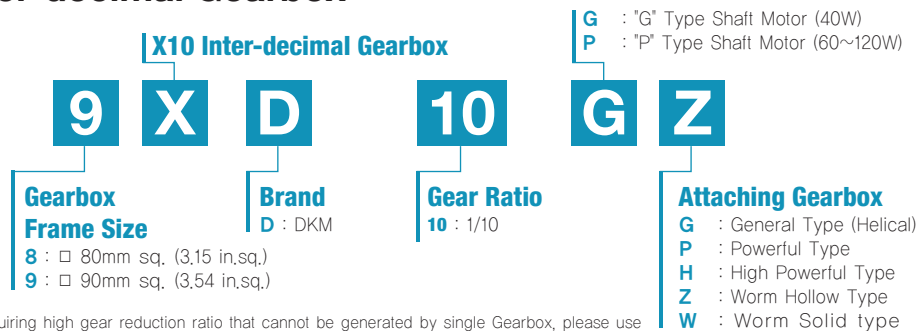 G : "G" Type Shaft Motor (40W)
P : "P" Type Shaft Motor (60~120W)
X10 Inter-decimal Gearbox
9 X D 10 G Z
Gearbox
Frame Size
8 : □ 80mm sq. (3.15 in.sq.)
9 : □ 90mm sq. (3.54 in.sq.)
Brand
D : DKM
Gear Ratio
10 : 1/10
Attaching Gearbox
G : General Type (Helical)
P : Powerful Type
H : High Powerful Type
Z : Worm Hollow Type
W : Worm Solid type
high gear reduction ratio that cannot be generated by single Gearbox, please use